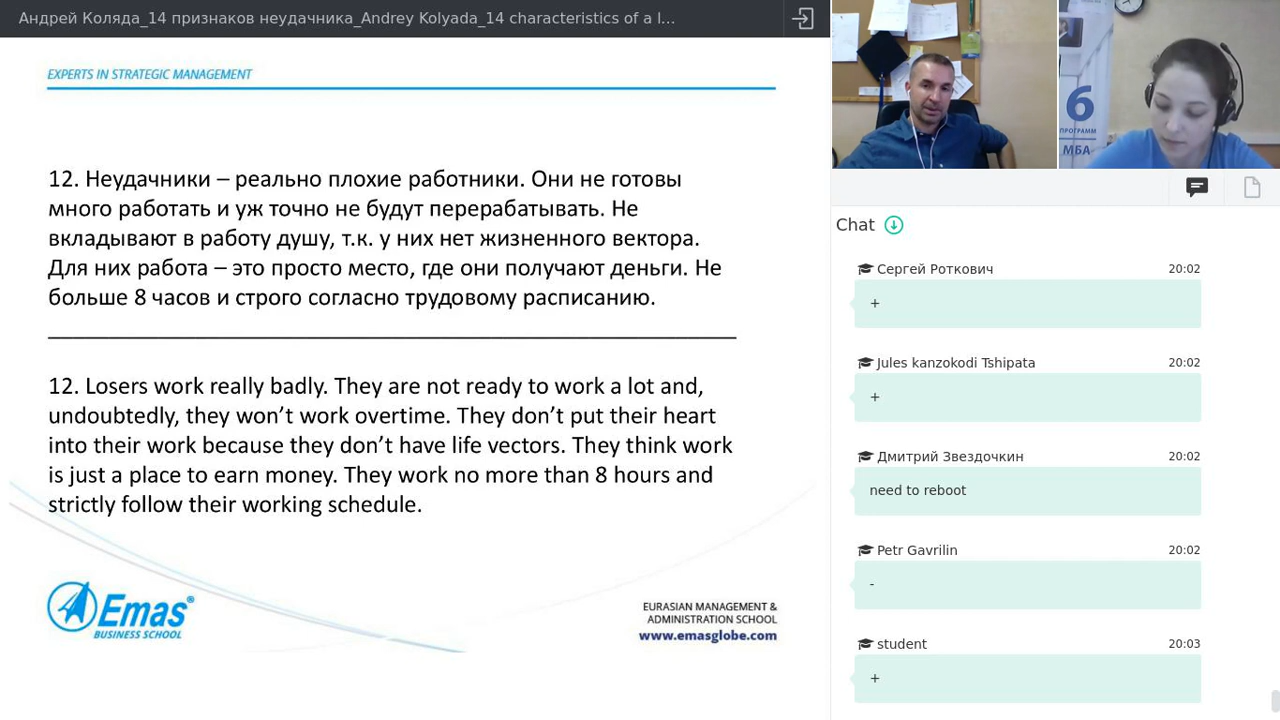 Андрей Коляда_14 признаков неудачника_Andrey Kolyada_14 characteristics of a l...
EXPERTS IN STRATEGIC MANAGEMENT
12. Неудачники – реально плохие работники. Они не готовы
много работать и уж точно не будут перерабатывать. Не
вкладывают в работу душу, т.к. у них нет жизненного вектора.
Для них работа – это просто место, где они получают деньги. Не
больше 8 часов и строго согласно трудовому расписанию.
12. Losers work really badly. They are not ready to work a lot and,
undoubtedly, they won’t work overtime. They don’t put their heart
into their work because they don’t have life vectors. They think work
is just a place to earn money. They work no more than 8 hours and
strictly follow their working schedule.
Emas®
BUSINESS SCHOOL
EURASIAN MANAGEMENT &
ADMINISTRATION SCHOOL
www.emasglobe.com
6
ПРОГРАММ
МБА
Chat
Сергей Роткович 20:02
+
Jules kanzokodi Tshipata 20:02
+
Дмитрий Звездочкин 20:02
need to reboot
Petr Gavrilin 20:02
-
student 20:03
+